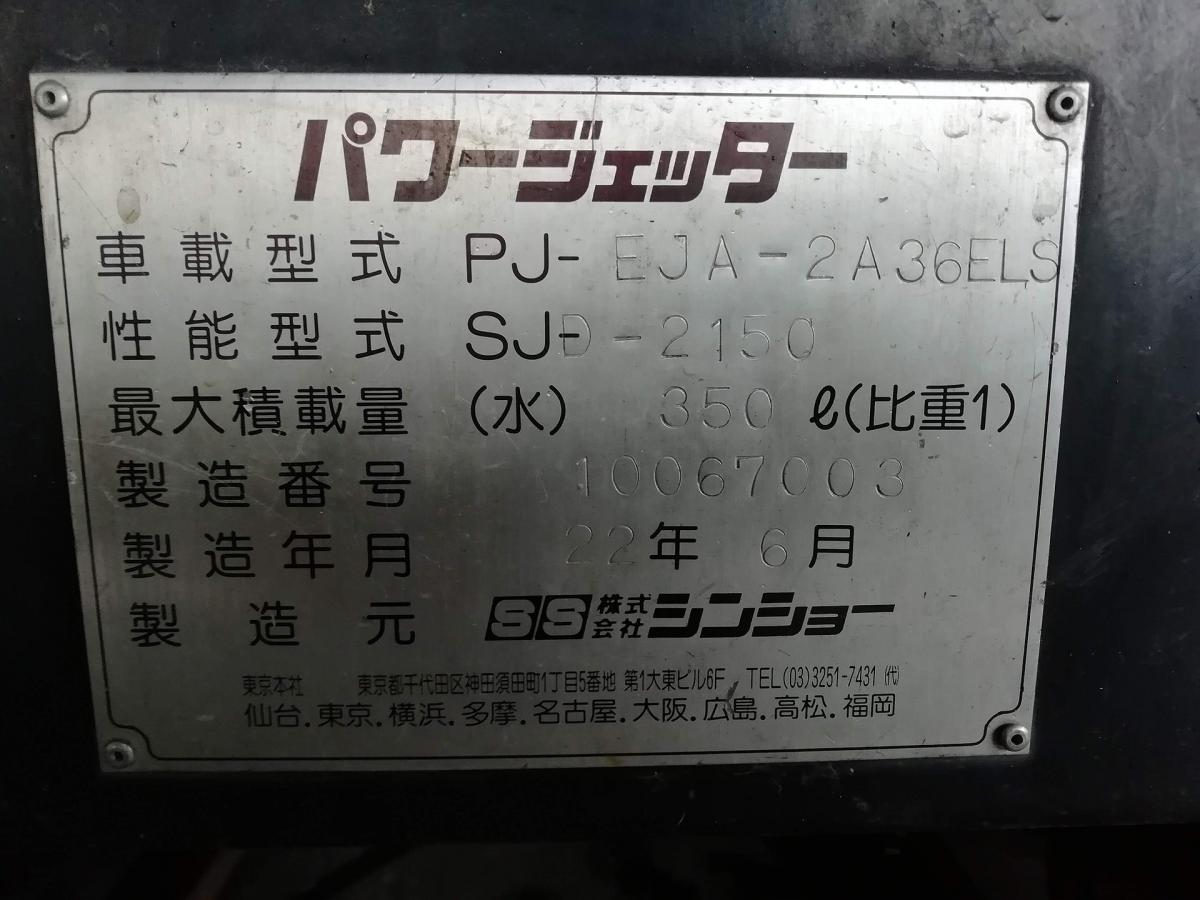 パワージェッター
車載型式 PJ- EJA-2A36ELS
性能型式 SJ-D-2150
最大積載量 (水) 350 ℓ(比重1)
製造番号 10067003
製造年月 22年 6月
製造元 SS 株式会社 シンショー
東京本社 東京都千代田区神田須田町1丁目5番地 第1大東ビル6F TEL(03)3251-7431 (代)
仙台.東京.横浜.多摩.名古屋.大阪.広島.高松.福岡